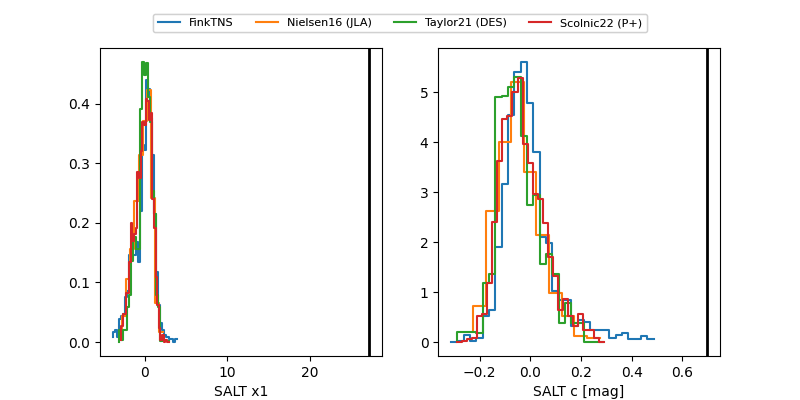 FinkTNS Nielsen16 (JLA) Taylor21 (DES) Scolnic22 (P+)
0.4
0.3
0.2
0.1
0.0
0 10 20
SALT x1
5
4
3
2
1
0
−0.2 0.0 0.2 0.4 0.6
SALT c [mag]